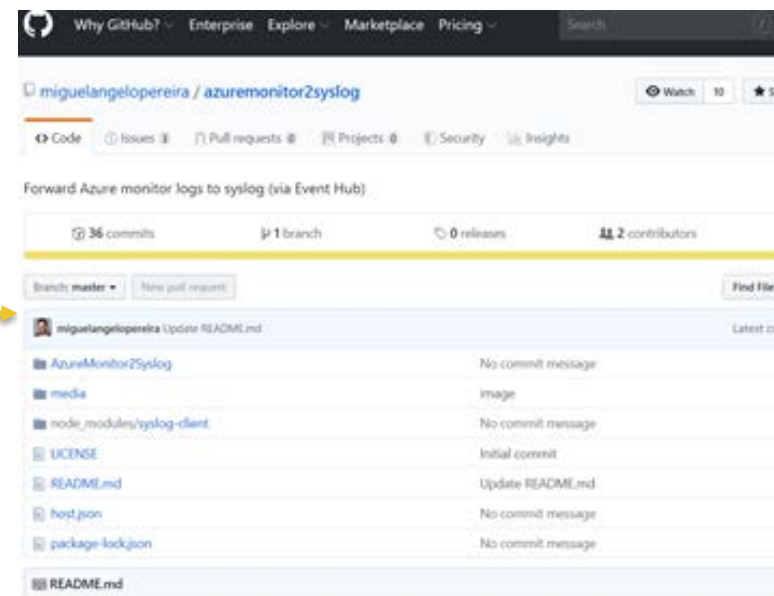 Why GitHub? Enterprise Explore Marketplace Pricing Search /
miguelangelopereira / azuremonitor2syslog Watch 10 S
Code Issues 3 Pull requests 0 Projects 0 Security Insights
Forward Azure monitor logs to syslog (via Event Hub)
36 commits 1 branch 0 releases 2 contributors
Branch: master New pull request Find File
miguelangelopereira Update README.md Latest co
AzureMonitor2Syslog No commit message
media image
node_modules/syslog-client No commit message
LICENSE Initial commit
README.md Update README.md
host.json No commit message
package-lock.json No commit message
README.md